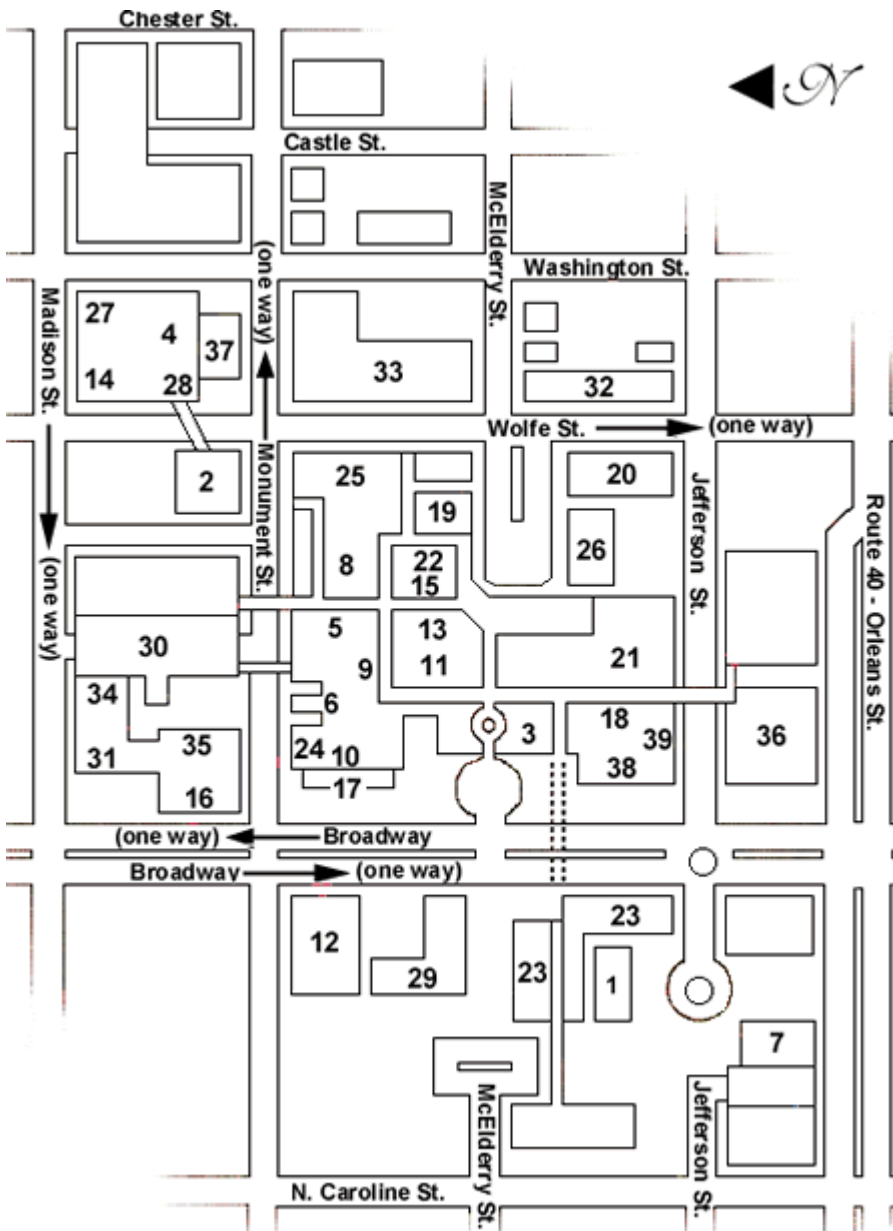 Chester St.
N
Castle St.
McElderry St.
(one way)
Washington St.
Madison St.
27
4
37
14
28
33
32
Wolfe St.
(one way)
Monument St.
2
25
20
Jefferson St.
Route 40 - Orleans St.
19
26
(one way)
8
22
15
5
13
30
9
11
21
34
6
3
18
39
36
31
35
24
10
38
16
17
(one way)
Broadway
Broadway
(one way)
12
29
23
23
1
7
McElderry St.
Jefferson St.
N. Caroline St.